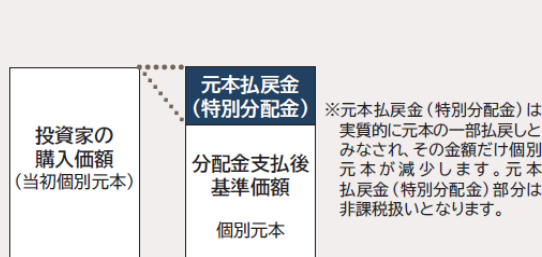 投資家の
購入価額
(当初個別元本)
元本払戻金
(特別分配金)
分配金支払後
基準価額
個別元本
※元本払戻金(特別分配金)は
実質的に元本の一部払戻しと
みなされ、その金額だけ個別
元本が減少します。元本
払戻金(特別分配金)部分は
非課税扱いとなります。